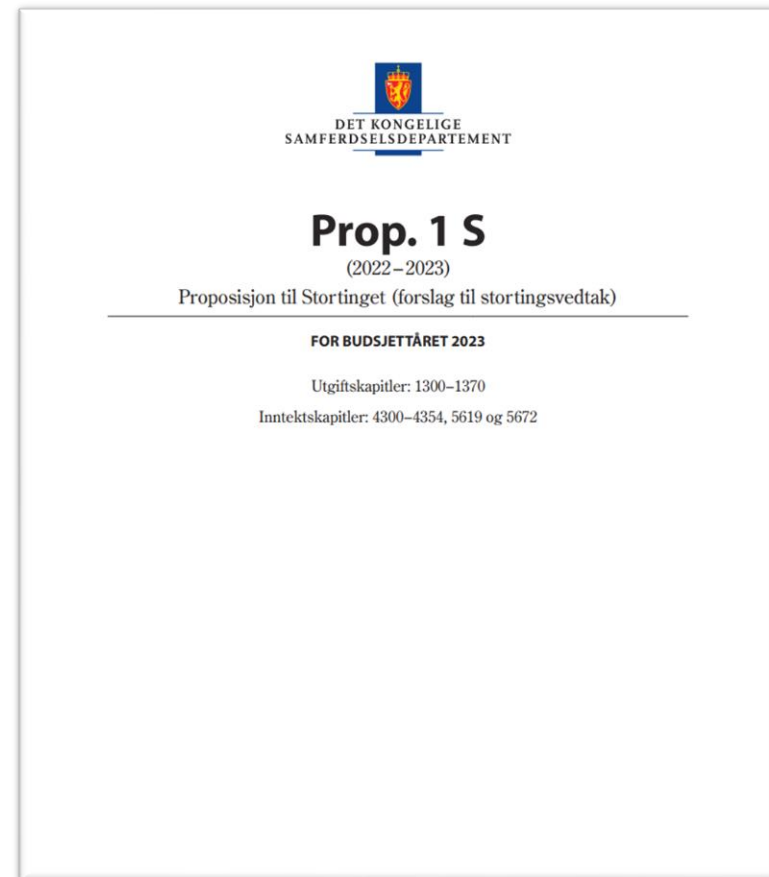 DET KONGELIGE
SAMFERDSELSDEPARTEMENT
Prop. 1 S
(2022–2023)
Proposisjon til Stortinget (forslag til stortingsvedtak)
FOR BUDSJETTÅRET 2023
Utgiftskapitler: 1300–1370
Inntektskapitler: 4300–4354, 5619 og 5672